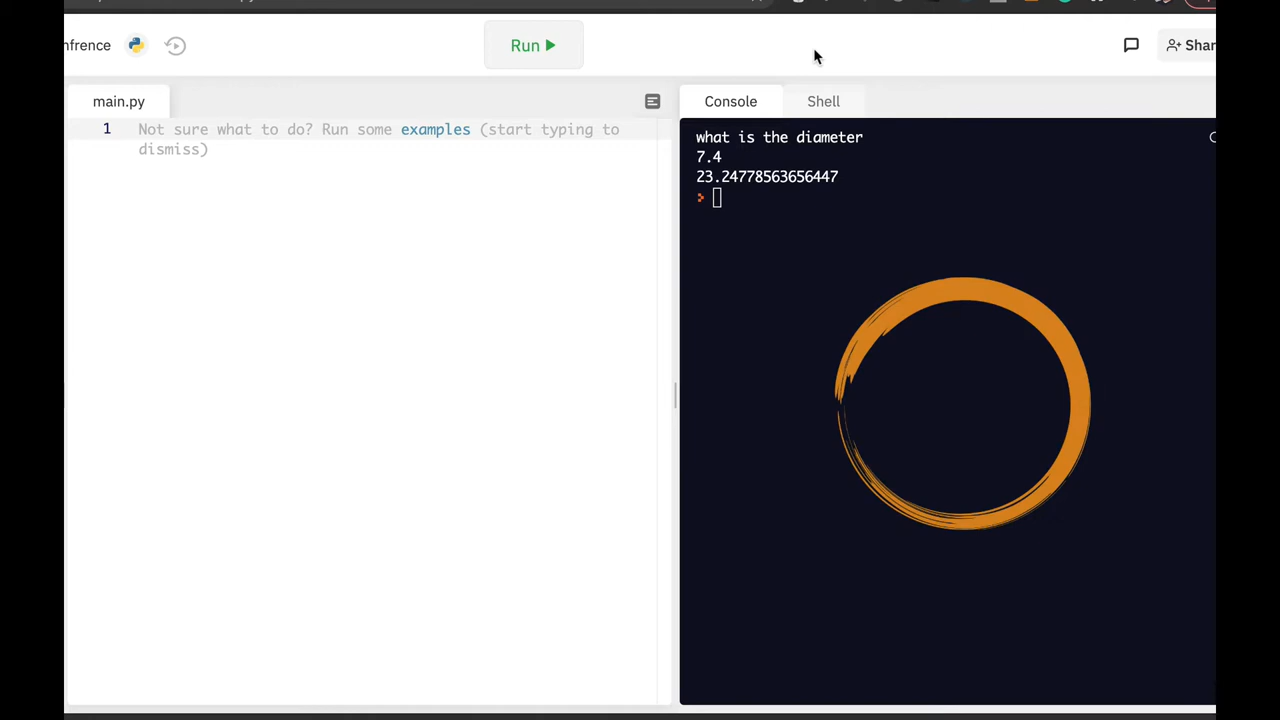 nfrence
Run
Shar
main.py
Console
Shell
1
Not sure what to do? Run some examples (start typing to
dismiss)
what is the diameter
7.4
23.24778563656447